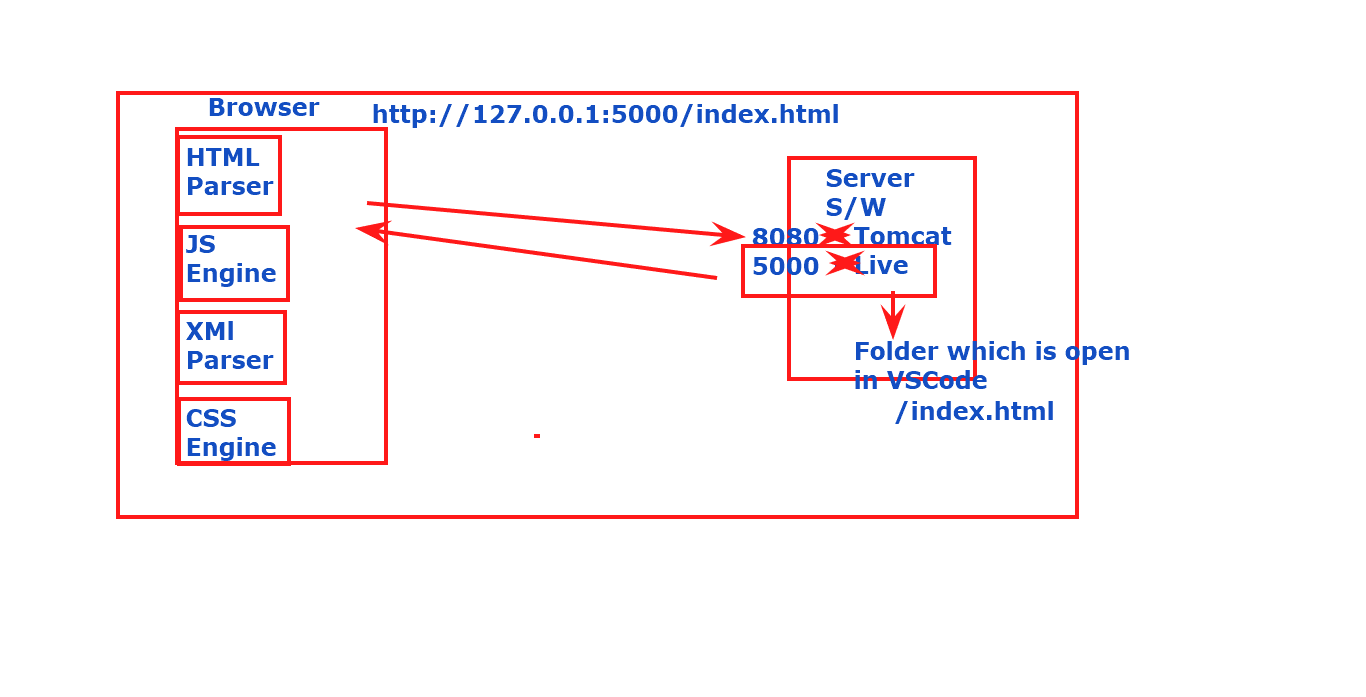 Browser
http://127.0.0.1:5000/index.html
HTML
Parser
JS
Engine
XMl
Parser
CSS
Engine
Server
S/W
8080 Tomcat
5000 Live
Folder which is open
in VSCode
/index.html